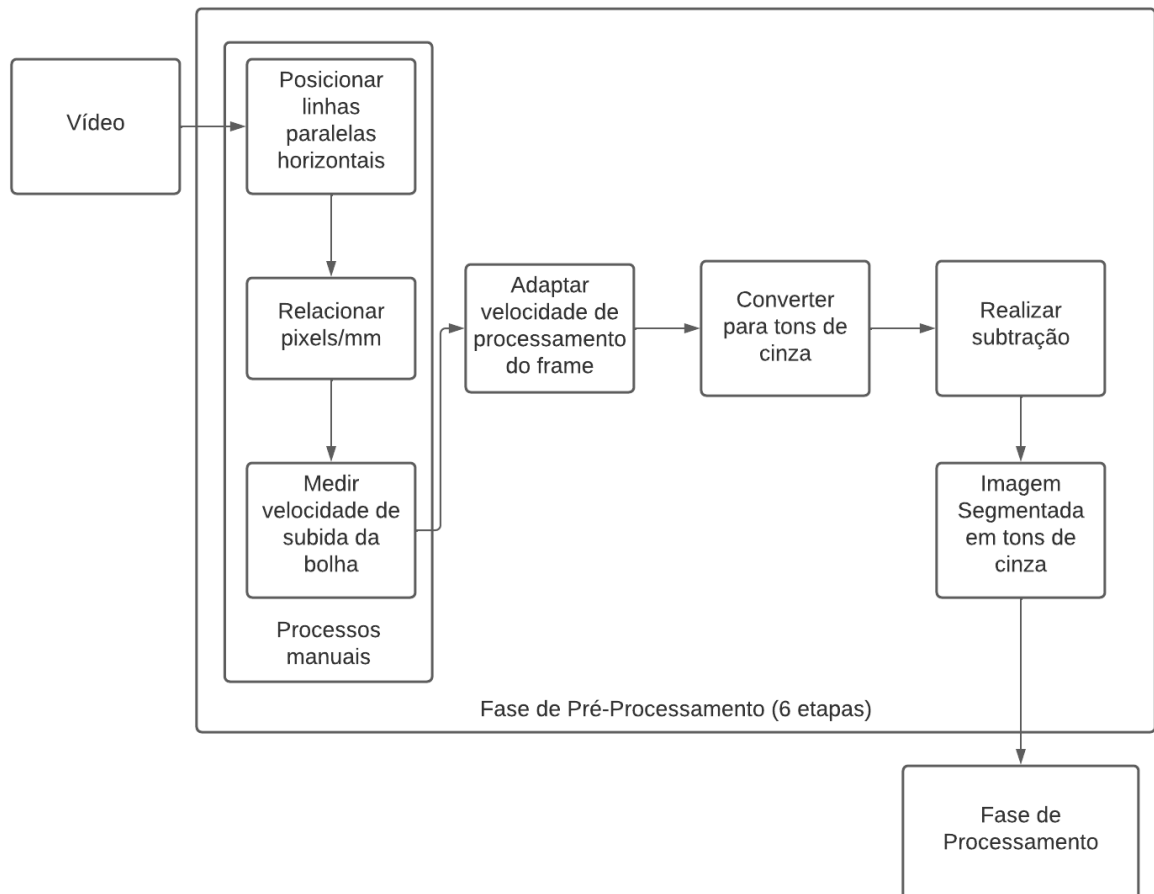 Vídeo
Posicionar
linhas
paralelas
horizontais
Relacionar
pixels/mm
Medir
velocidade de
subida da
bolha
Processos
manuais
Adaptar
velocidade de
processamento
do frame
Converter
para tons de
cinza
Realizar
subtração
Imagem
Segmentada
em tons de
cinza
Fase de Pré-Processamento (6 etapas)
Fase de
Processamento